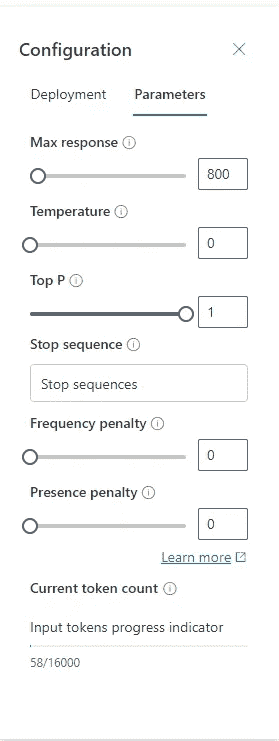 Configuration
Deployment Parameters
Max response
800
Temperature
0
Top P
1
Stop sequence
Stop sequences
Frequency penalty
0
Presence penalty
0
Learn more
Current token count
Input tokens progress indicator
58/16000